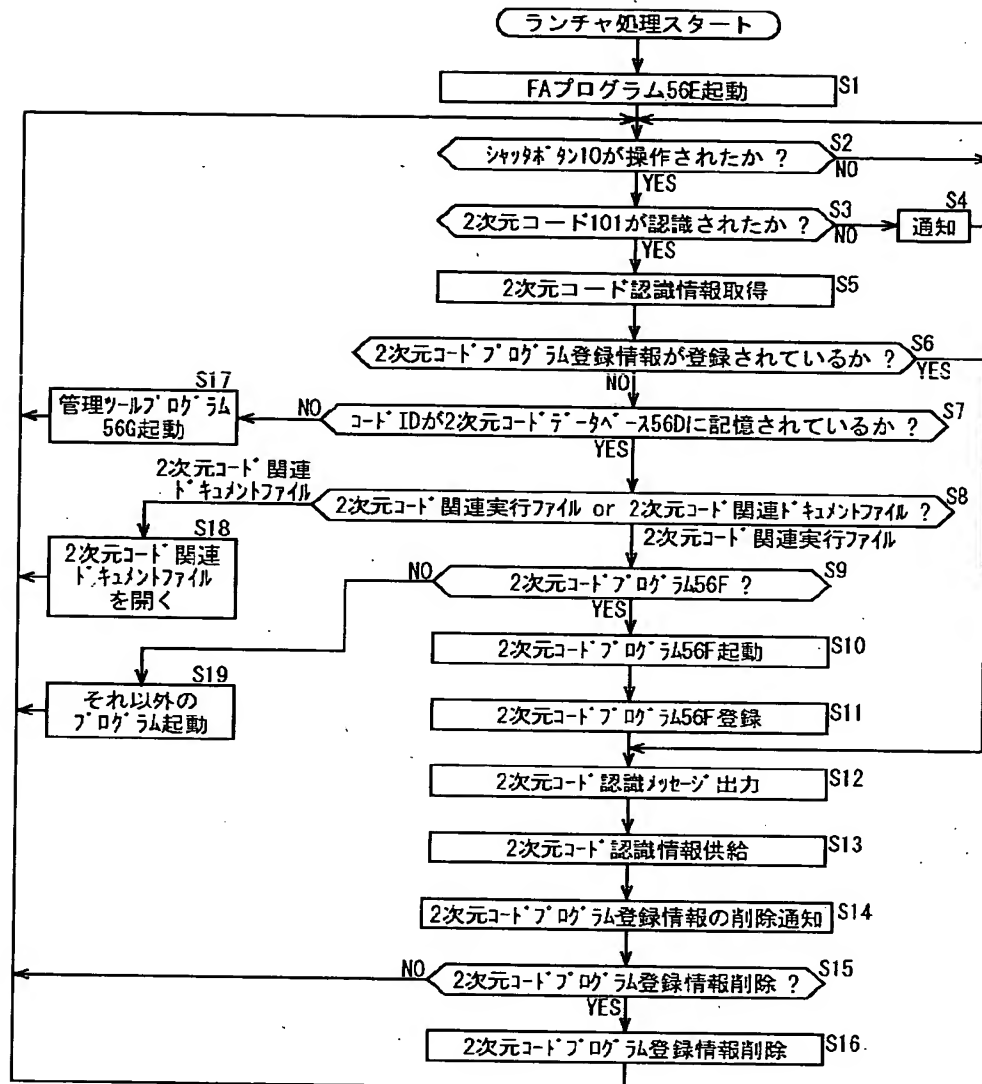 ランチャ処理スタート
FAプログラム56E起動 S1
シャッタボタン10が操作されたか ? S2
NO
YES
2次元コード101が認識されたか ? S3
NO
通知 S4
YES
2次元コード認識情報取得 S5
2次元コードプログラム登録情報が登録されているか ? S6
YES
NO
コードIDが2次元コードデータベース56Dに記憶されているか ? S7
NO
S17
管理ツールプログラム
56G起動
YES
2次元コード関連実行ファイル or 2次元コード関連ドキュメントファイル ? S8
2次元コード関連
ドキュメントファイル
S18
2次元コード関連
ドキュメントファイル
を開く
2次元コード関連実行ファイル
2次元コードプログラム56F ? S9
NO
S19
それ以外の
プログラム起動
YES
2次元コードプログラム56F起動 S10
2次元コードプログラム56F登録 S11
2次元コード認識メッセージ出力 S12
2次元コード認識情報供給 S13
2次元コードプログラム登録情報の削除通知 S14
2次元コードプログラム登録情報削除 ? S15
NO
YES
2次元コードプログラム登録情報削除 S16